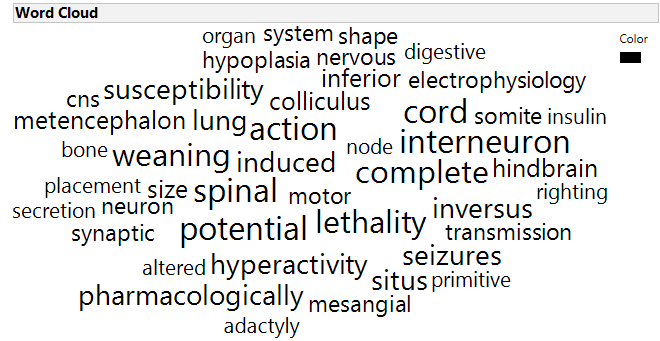 Word Cloud
organ system shape Color
hypoplasia nervous digestive
inferior electrophysiology
susceptibility
cns colliculus
cord somite insulin
metencephalon lung action
bone node interneuron
weaning induced
complete hindbrain
placement size spinal motor righting
secretion neuron
inversus
synaptic potential lethality transmission
seizures
altered hyperactivity
situs primitive
pharmacologically mesangial
adactyly